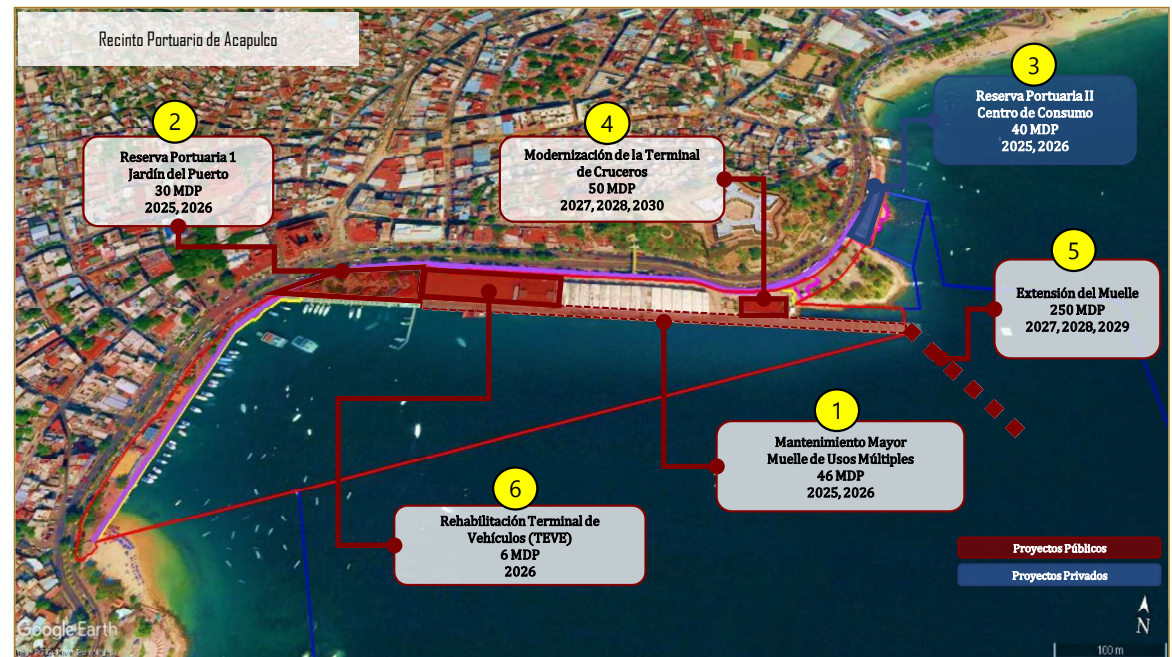 Recinto Portuario de Acapulco
3
Reserva Portuaria II
Centro de Consumo
40 MDP
2025, 2026
2
Reserva Portuaria 1
Jardín del Puerto
30 MDP
2025, 2026
4
Modernización de la Terminal
de Cruceros
50 MDP
2027, 2028, 2030
5
Extensión del Muelle
250 MDP
2027, 2028, 2029
1
Mantenimiento Mayor
Muelle de Usos Múltiples
46 MDP
2025, 2026
6
Rehabilitación Terminal de
Vehículos (TEVE)
6 MDP
2026
Proyectos Públicos
Proyectos Privados
N
Google Earth
100 m